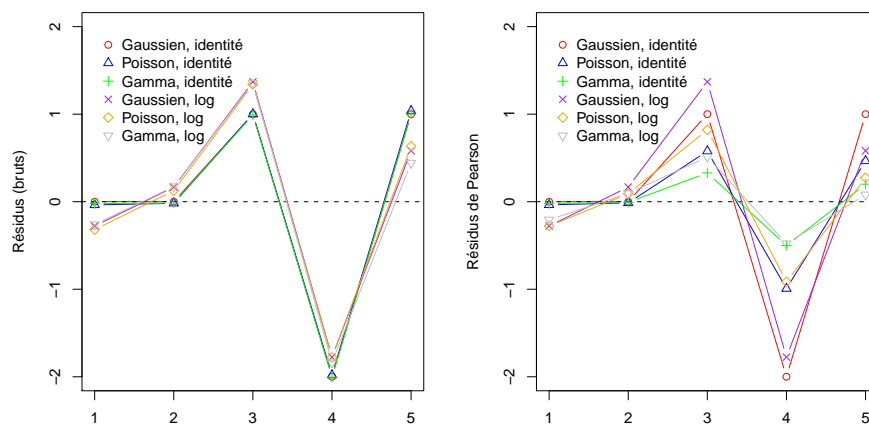 Résidus (bruts)
2
1
0
−1
−2
Gaussien, identité
Poisson, identité
Gamma, identité
Gaussien, log
Poisson, log
Gamma, log
1 2 3 4 5
Résidus de Pearson
2
1
0
−1
−2
Gaussien, identité
Poisson, identité
Gamma, identité
Gaussien, log
Poisson, log
Gamma, log
1 2 3 4 5